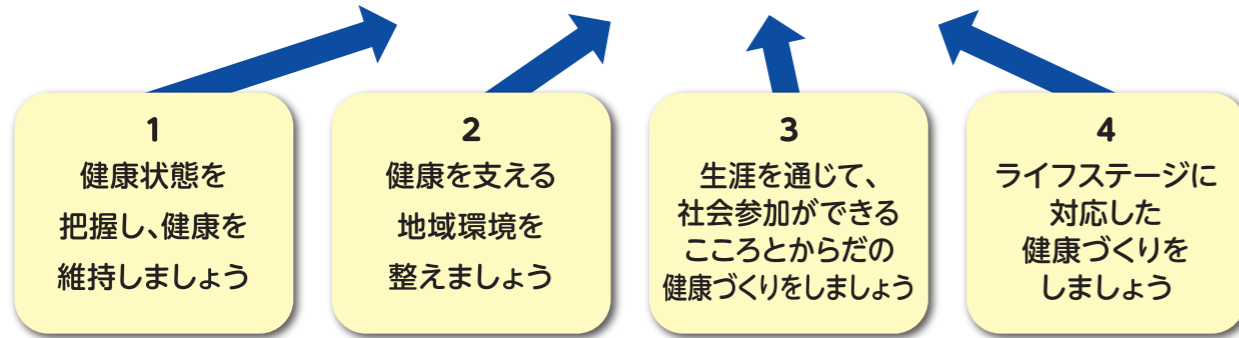 1
健康状態を
把握し、健康を
維持しましょう
2
健康を支える
地域環境を
整えましょう
3
生涯を通じて、
社会参加ができる
こころとからだの
健康づくりをしましょう
4
ライフステージに
対応した
健康づくりを
しましょう